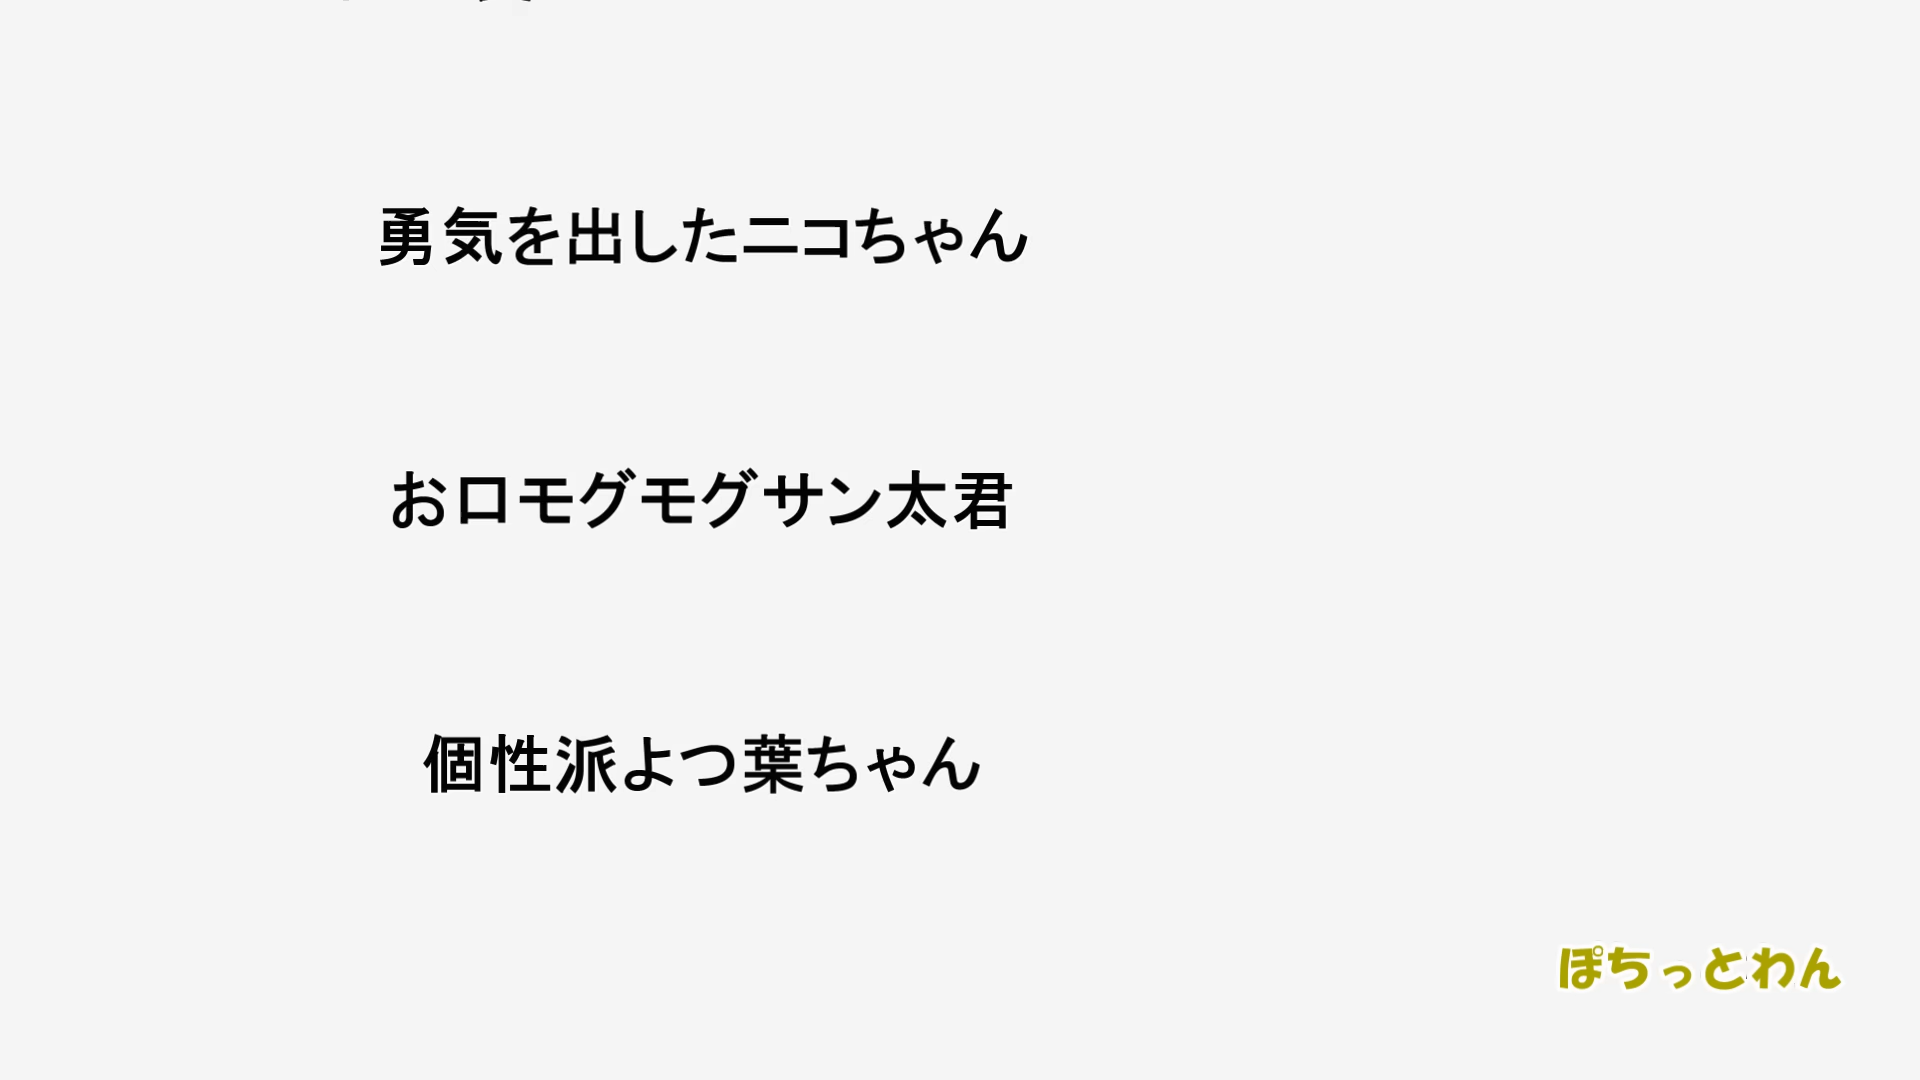 勇気を出したニコちゃん
お口モグモグサン太君
個性派よつ葉ちゃん
ぽちっとわん